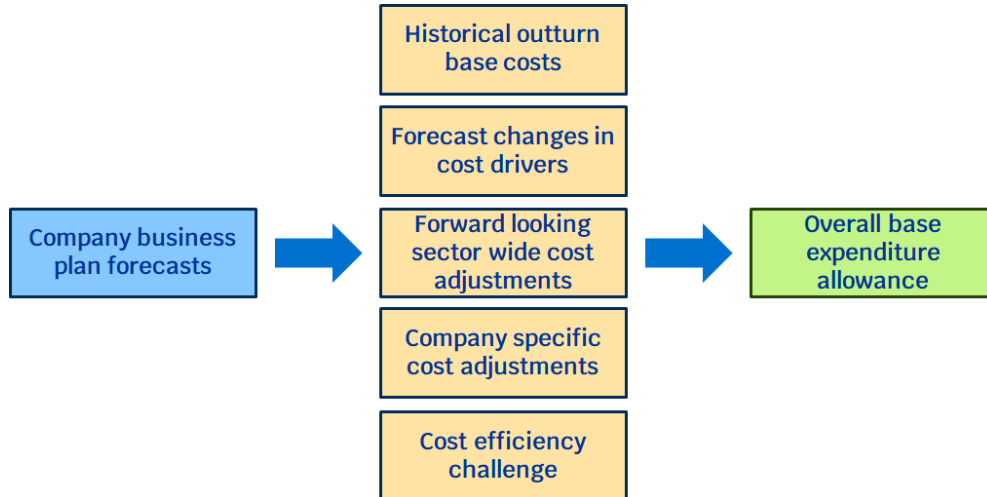 Company business
plan forecasts
Historical outturn
base costs
Forecast changes in
cost drivers
Forward looking
sector wide cost
adjustments
Company specific
cost adjustments
Cost efficiency
challenge
Overall base
expenditure
allowance